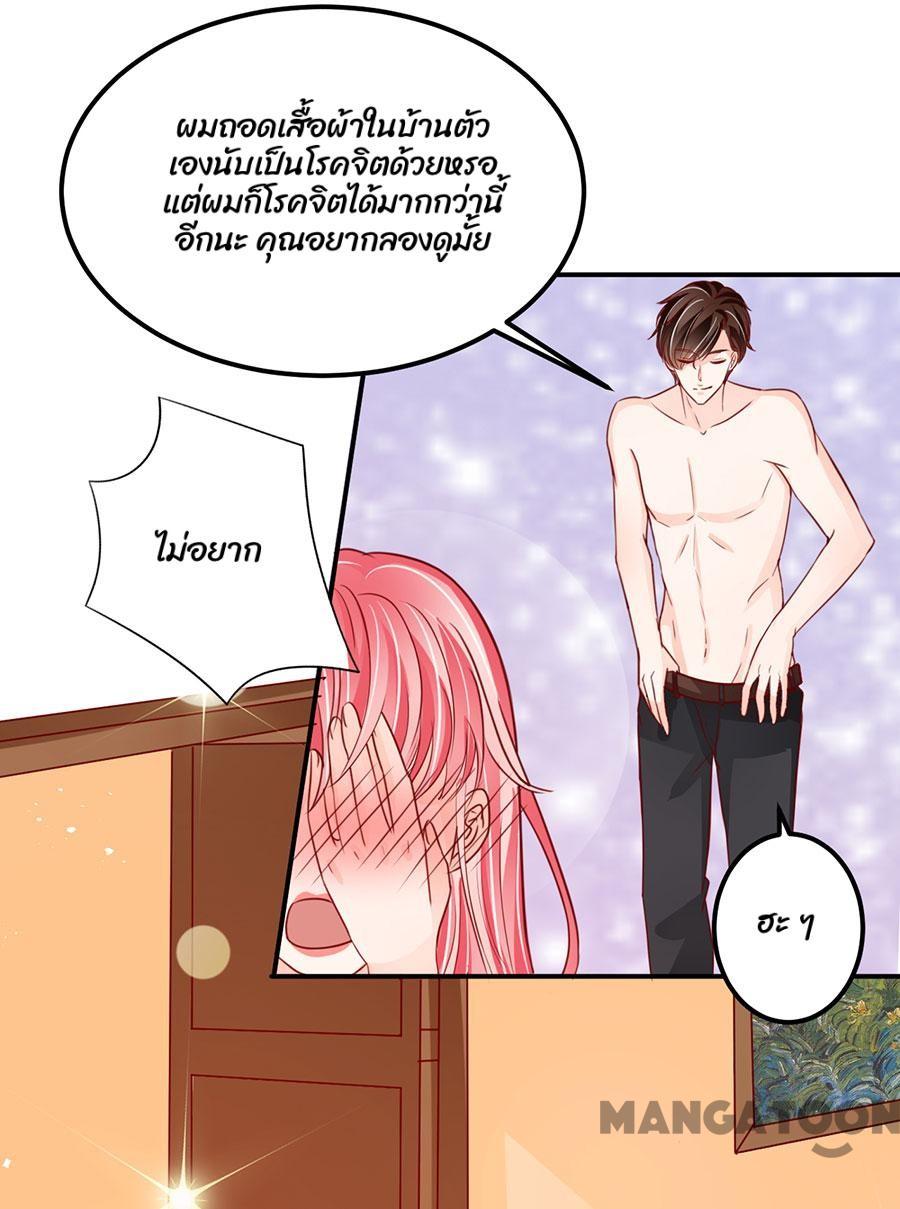 ผมถอดเสื้อผ้าในบ้านตัว
เองนับเป็นโรคจิตด้วยหรอ
แต่ผมก็โรคจิตได้มากกว่านี้
อีกนะ คุณอยากลองดูมั้ย
ไม่อยาก
ฮะ ๆ
MANGATOON